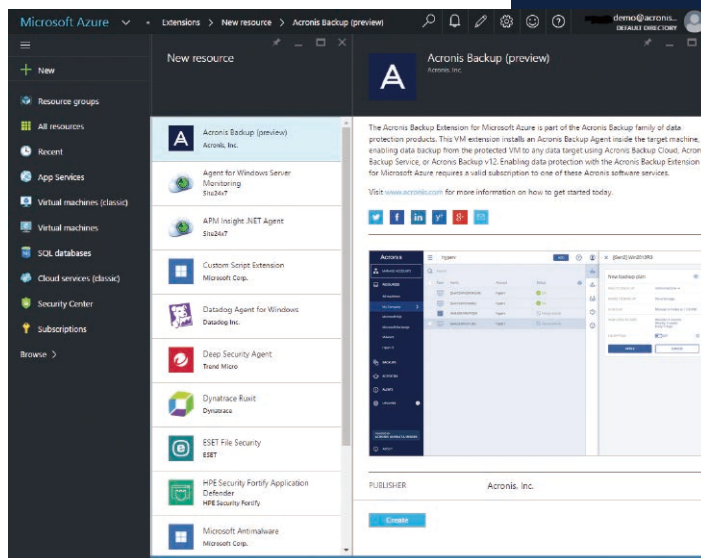 Microsoft Azure
Extensions > New resource > Acronis Backup (preview)
demo@acronis...
DEFAULT DIRECTORY
New
Resource groups
All resources
Recent
App Services
Virtual machines (classic)
Virtual machines
SQL databases
Cloud services (classic)
Security Center
Subscriptions
Browse >
New resource
Acronis Backup (preview)
Acronis, Inc.
Agent for Windows Server
Monitoring
Site24x7
APM Insight .NET Agent
Site24x7
Custom Script Extension
Microsoft Corp.
Datadog Agent for Windows
Datadog Inc.
Deep Security Agent
Trend Micro
Dynatrace Ruxit
Dynatrace
ESET File Security
ESET
HPE Security Fortify Application
Defender
HPE Security Fortify
Microsoft Antimalware
Microsoft Corp.
Acronis Backup (preview)
Acronis, Inc.
The Acronis Backup Extension for Microsoft Azure is part of the Acronis Backup family of data
protection products. This VM extension installs an Acronis Backup Agent inside the target machine,
enabling data backup from the protected VM to any data target using Acronis Backup Cloud, Acron
Backup Service, or Acronis Backup v12. Enabling data protection with the Acronis Backup Extension
for Microsoft Azure requires a valid subscription to one of these Acronis software services.
Visit www.acronis.com for more information on how to get started today.
Acronis
New backup plan
PUBLISHER
Acronis, Inc.
Create